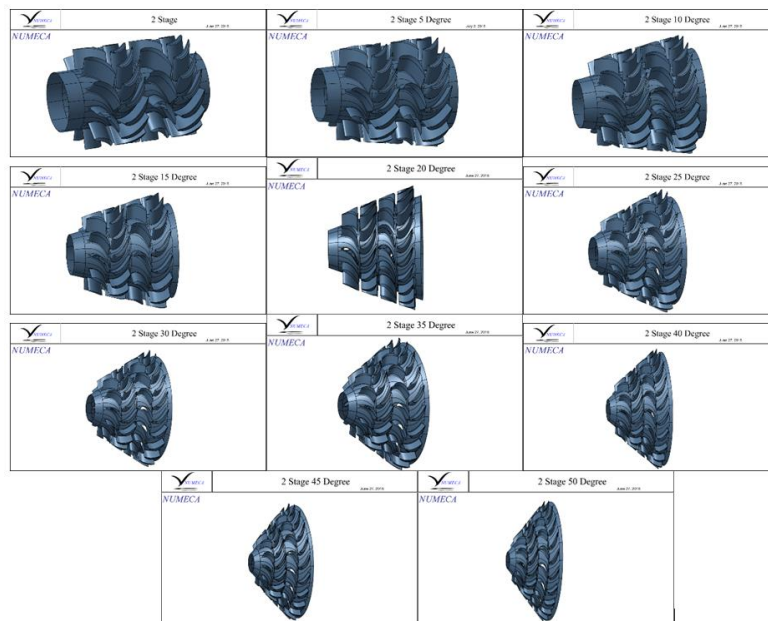 2 Stage
NUMECA
2 Stage 5 Degree
NUMECA
2 Stage 10 Degree
NUMECA
2 Stage 15 Degree
NUMECA
2 Stage 20 Degree
NUMECA
2 Stage 25 Degree
NUMECA
2 Stage 30 Degree
NUMECA
2 Stage 35 Degree
NUMECA
2 Stage 40 Degree
NUMECA
2 Stage 45 Degree
NUMECA
2 Stage 50 Degree
NUMECA